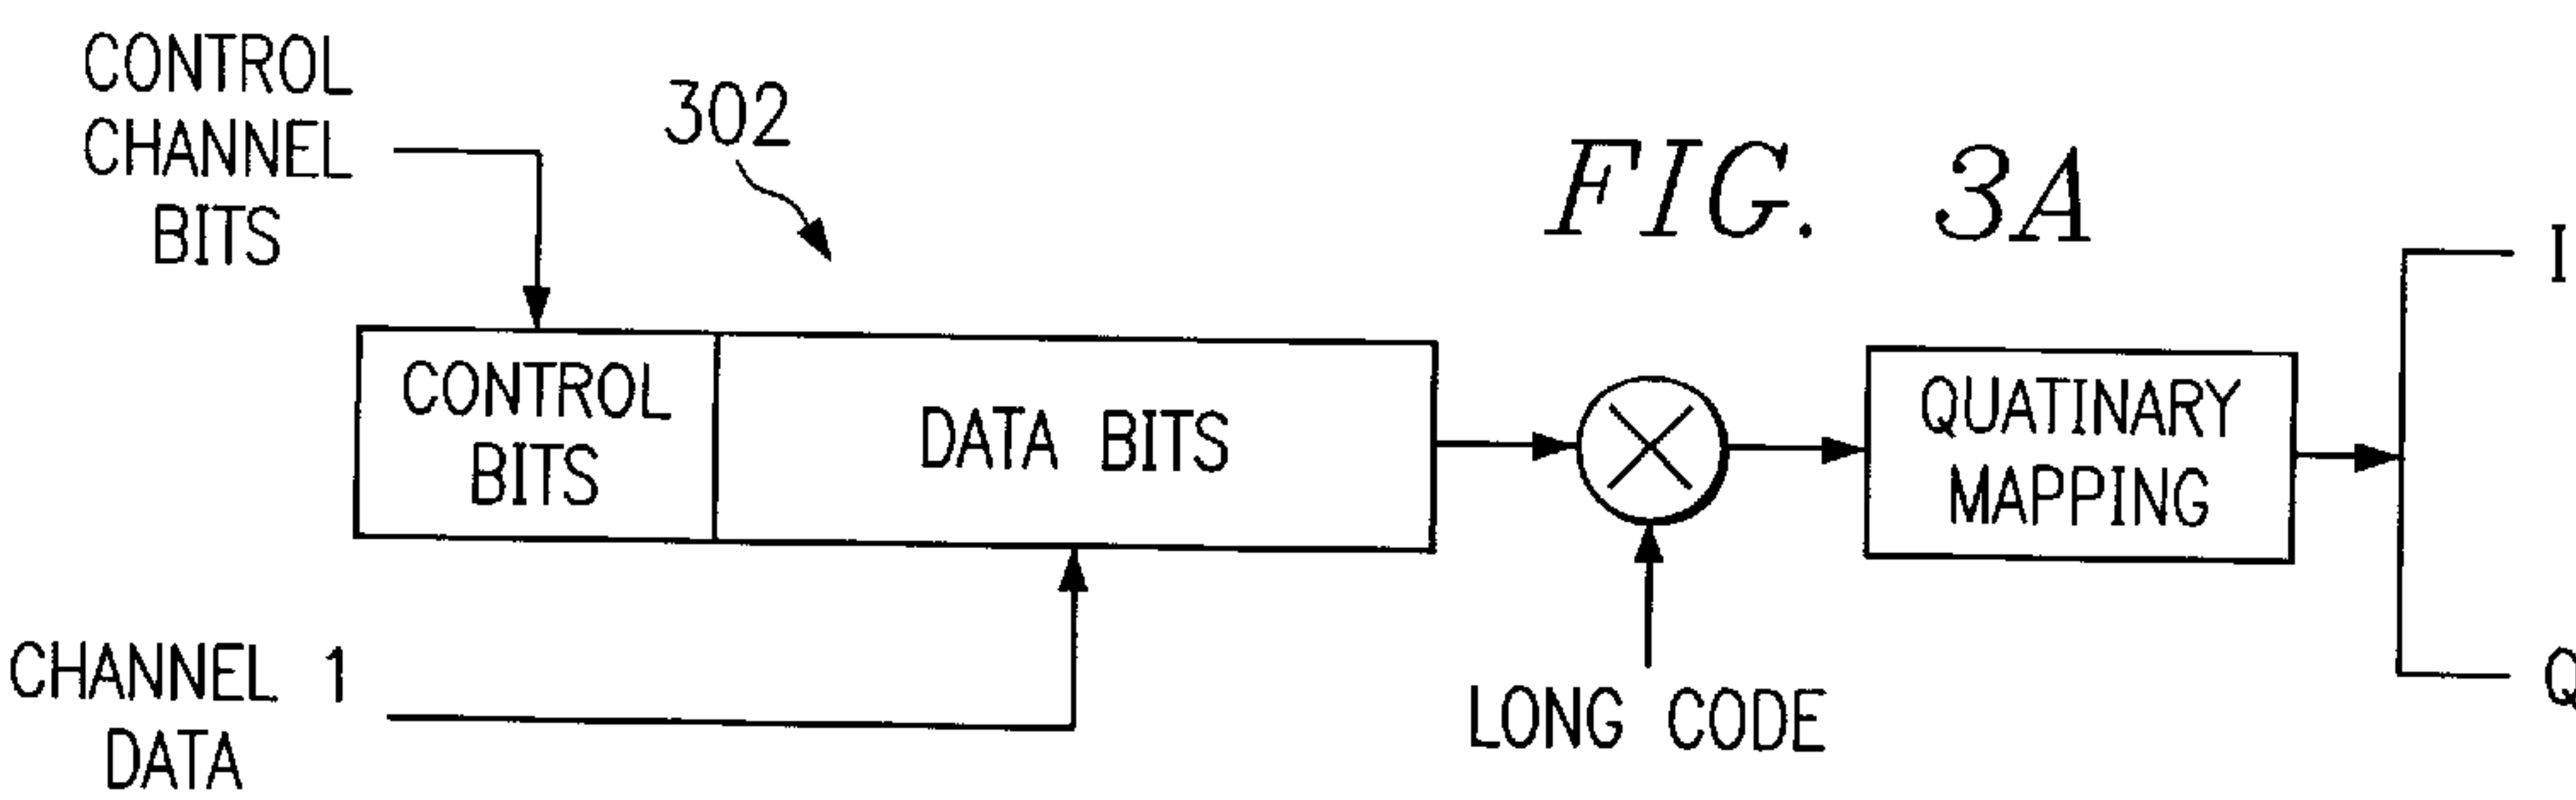 CONTROL
CHANNEL
BITS
302
FIG. 3A
I
CONTROL
BITS
DATA BITS
QUATINARY
MAPPING
CHANNEL 1
DATA
LONG CODE
Q